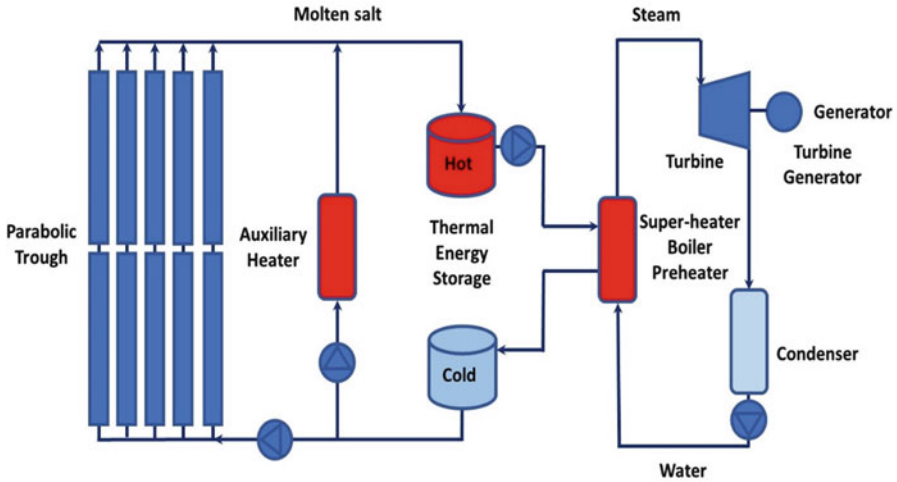 Molten salt
Steam
Generator
Turbine
Turbine
Generator
Hot
Parabolic
Trough
Auxiliary
Heater
Thermal
Energy
Storage
Super-heater
Boiler
Preheater
Cold
Condenser
Water